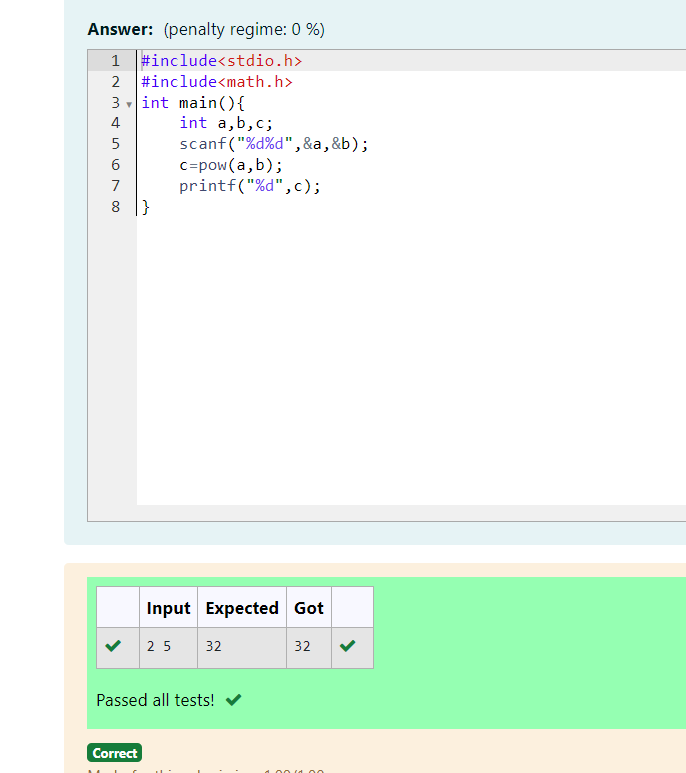 Answer: (penalty regime: 0 %)
1 #include<stdio.h>
2 #include<math.h>
3 int main(){
4     int a,b,c;
5     scanf("%d%d",&a,&b);
6     c=pow(a,b);
7     printf("%d",c);
8 }
Input Expected Got
2 5 32 32
Passed all tests!
Correct